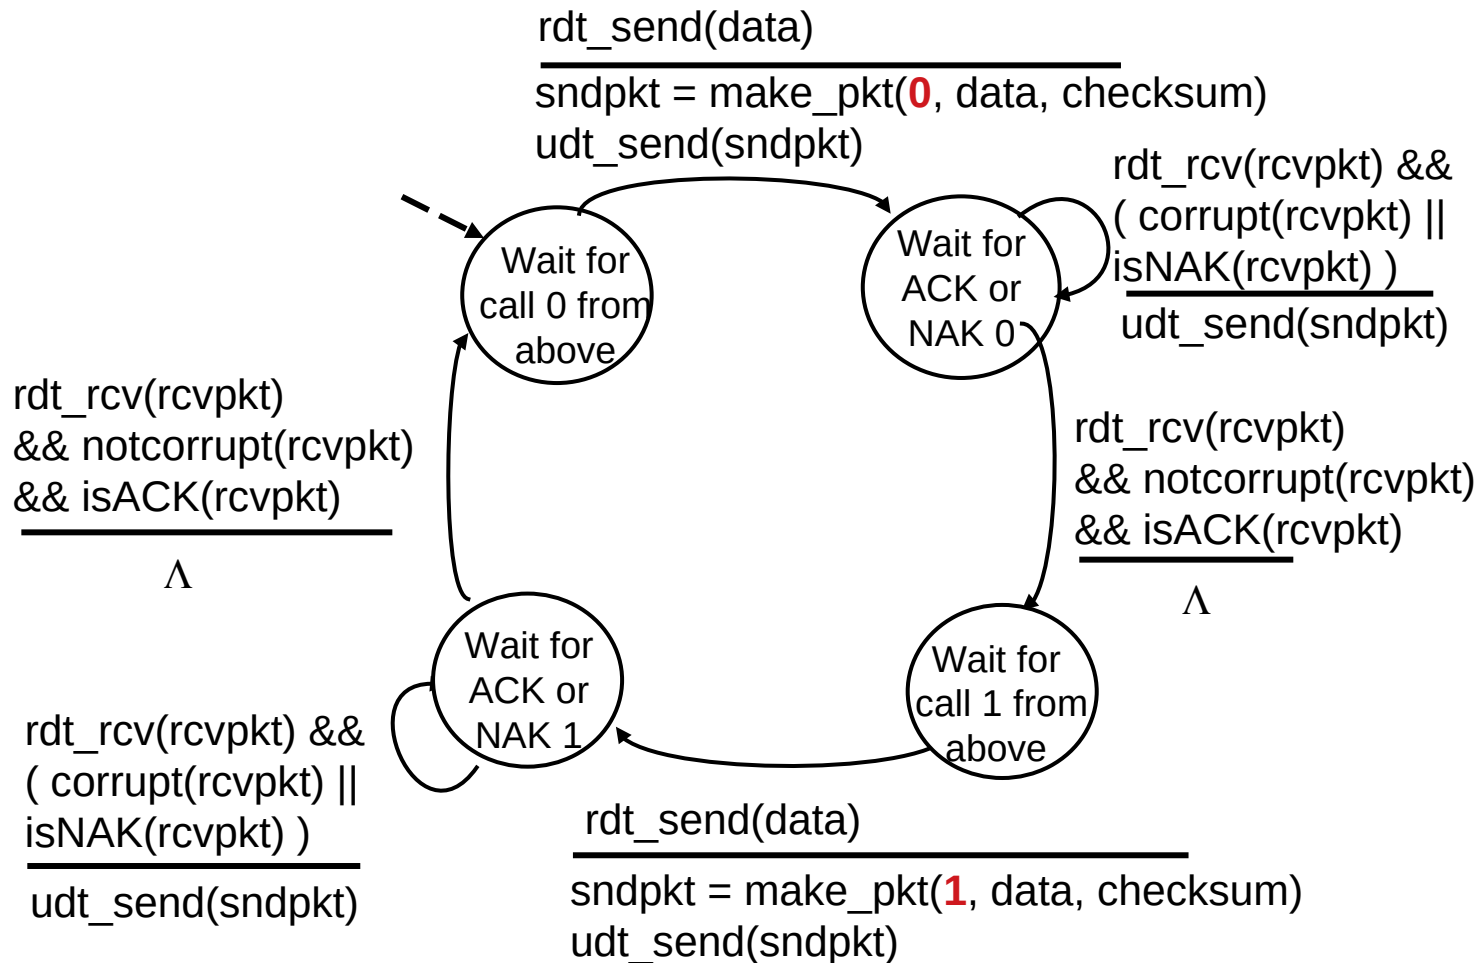 rdt_send(data)
sndpkt = make_pkt(0, data, checksum)
udt_send(sndpkt)
rdt_rcv(rcvpkt) &&
( corrupt(rcvpkt) ||
isNAK(rcvpkt) )
udt_send(sndpkt)
Wait for
call 0 from
above
Wait for
ACK or
NAK 0
rdt_rcv(rcvpkt)
&& notcorrupt(rcvpkt)
&& isACK(rcvpkt)
Λ
rdt_rcv(rcvpkt)
&& notcorrupt(rcvpkt)
&& isACK(rcvpkt)
Λ
Wait for
ACK or
NAK 1
Wait for
call 1 from
above
rdt_rcv(rcvpkt) &&
( corrupt(rcvpkt) ||
isNAK(rcvpkt) )
udt_send(sndpkt)
rdt_send(data)
sndpkt = make_pkt(1, data, checksum)
udt_send(sndpkt)